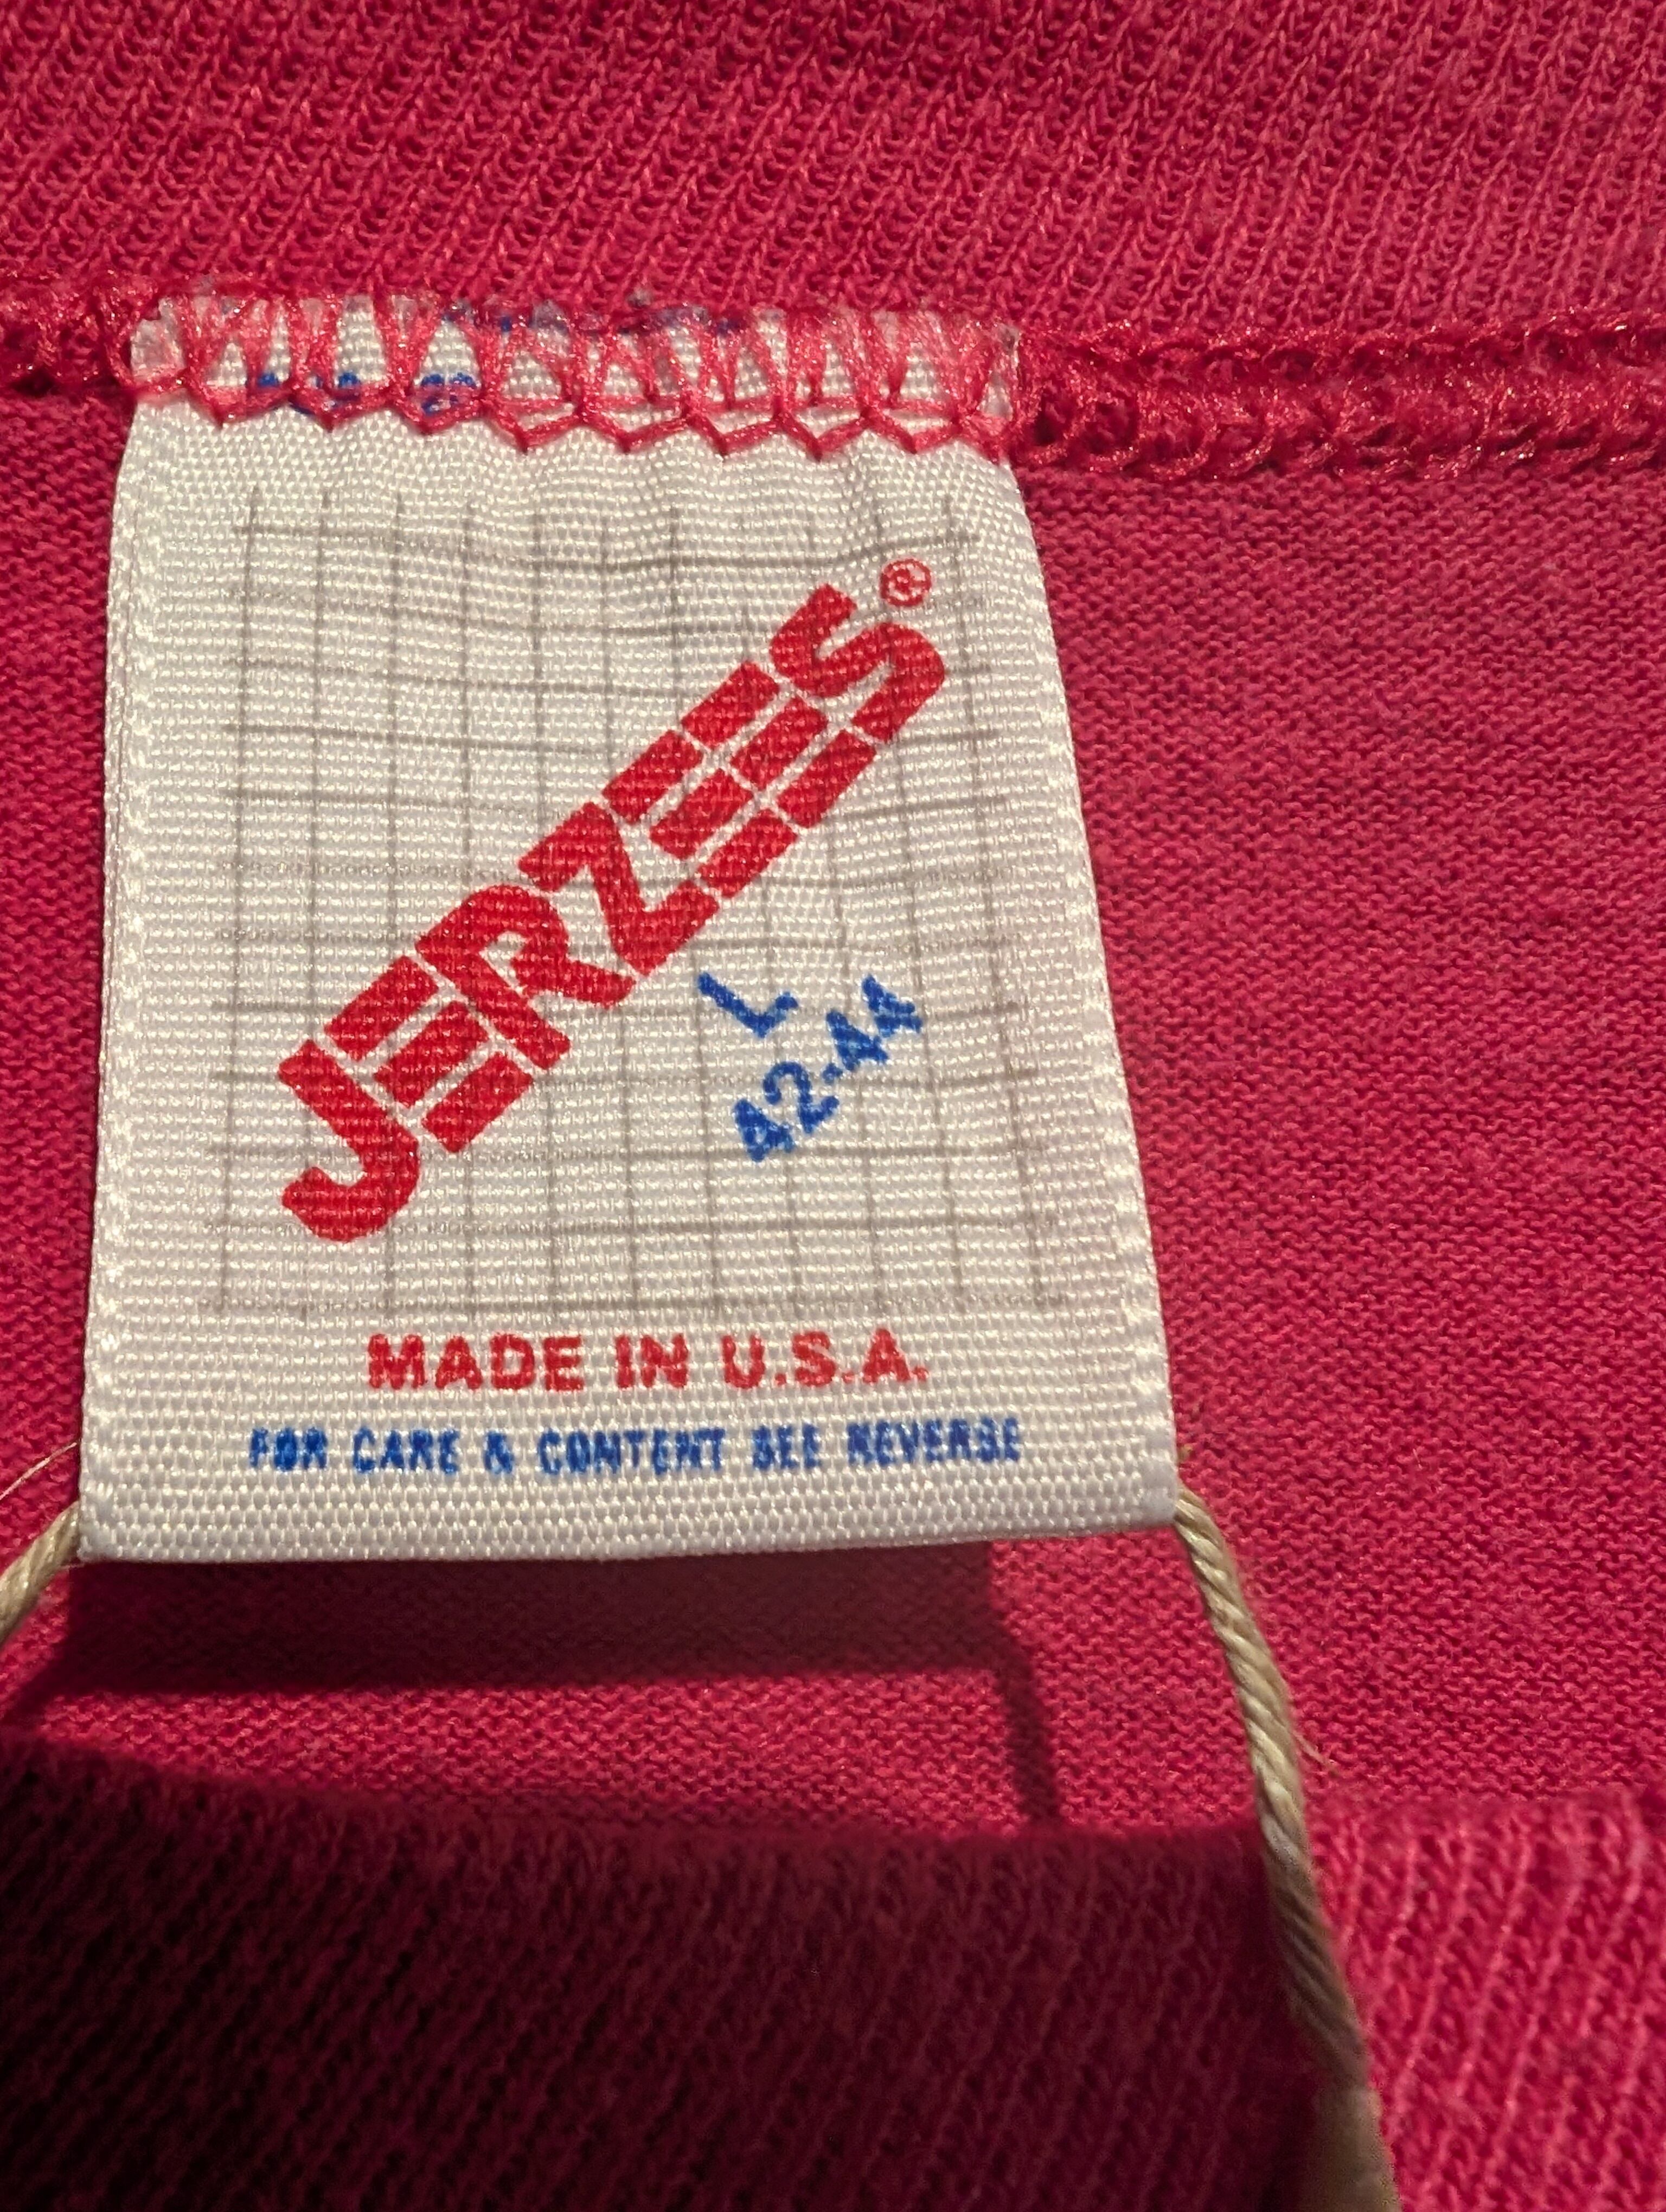 JERZEES®
L
42-44
MADE IN U.S.A.
FOR CARE & CONTENT SEE REVERSE